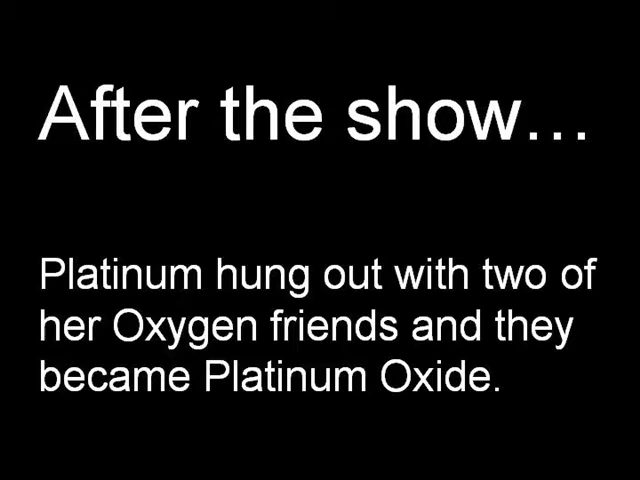 After the show…
Platinum hung out with two of
her Oxygen friends and they
became Platinum Oxide.